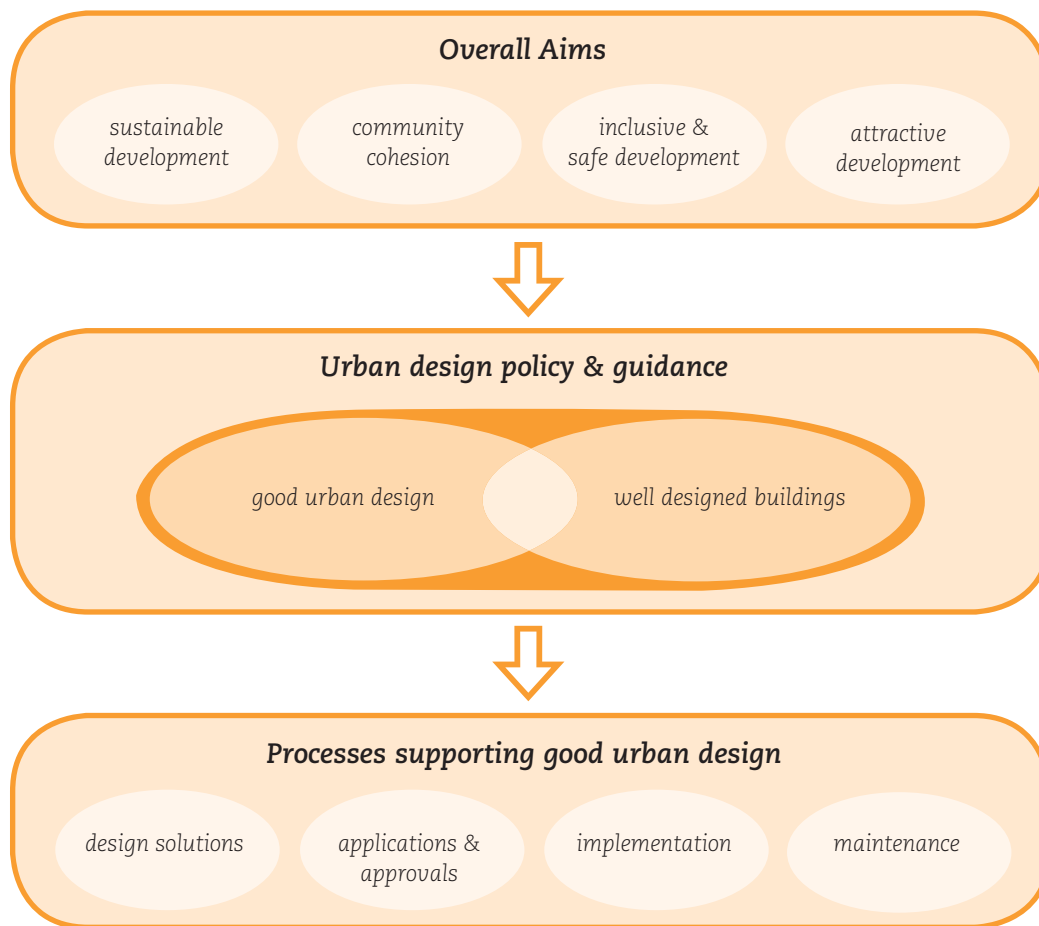 Overall Aims
sustainable
development
community
cohesion
inclusive &
safe development
attractive
development
Urban design policy & guidance
good urban design
well designed buildings
Processes supporting good urban design
design solutions
applications &
approvals
implementation
maintenance